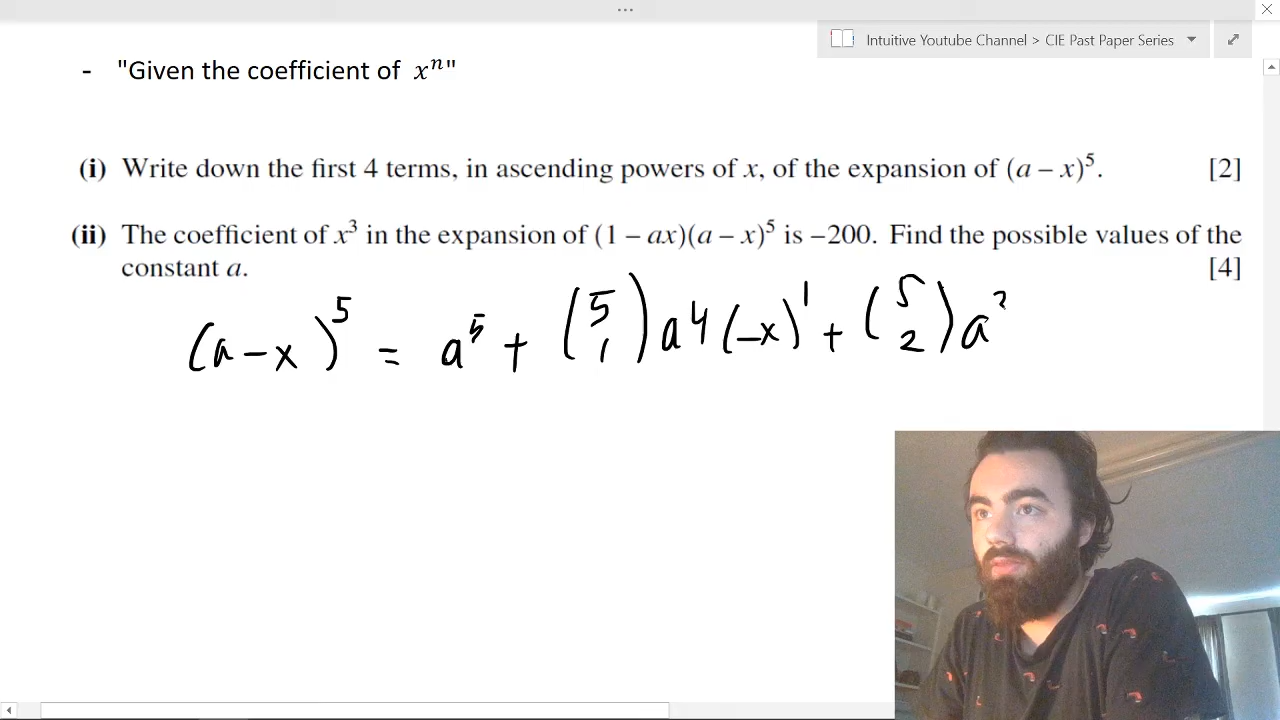 Intuitive Youtube Channel > CIE Past Paper Series
- "Given the coefficient of xⁿ"
(i) Write down the first 4 terms, in ascending powers of x, of the expansion of (a – x)⁵. [2]
(ii) The coefficient of x³ in the expansion of (1 – ax)(a – x)⁵ is –200. Find the possible values of the
constant a. [4]
(a – x)⁵ = a⁵ + (5 1) a⁴ (–x)¹ + (5 2) a